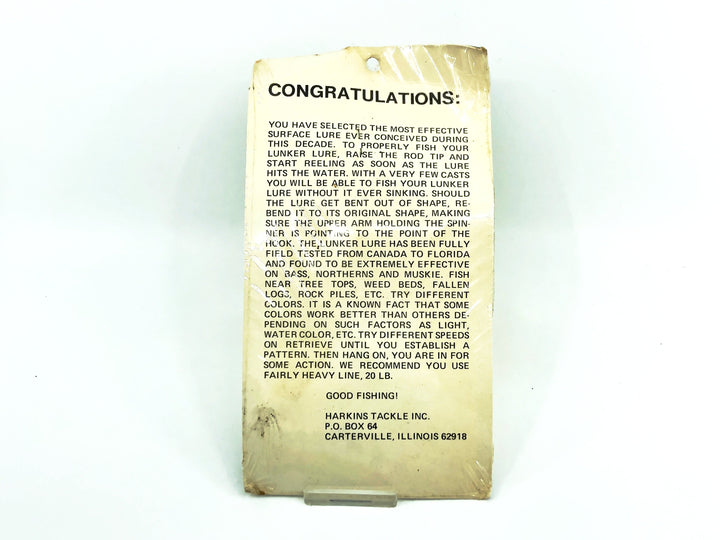 CONGRATULATIONS:
YOU HAVE SELECTED THE MOST EFFECTIVE
SURFACE LURE EVER CONCEIVED DURING
THIS DECADE. TO PROPERLY FISH YOUR
LUNKER LURE, RAISE THE ROD TIP AND
START REELING AS SOON AS THE LURE
HITS THE WATER. WITH A VERY FEW CASTS
YOU WILL BE ABLE TO FISH YOUR LUNKER
LURE WITHOUT IT EVER SINKING. SHOULD
THE LURE GET BENT OUT OF SHAPE, RE-
BEND IT TO ITS ORIGINAL SHAPE, MAKING
SURE THE UPPER ARM HOLDING THE SPIN-
NER IS POINTING TO THE POINT OF THE
HOOK. THE LUNKER LURE HAS BEEN FULLY
FIELD TESTED FROM CANADA TO FLORIDA
AND FOUND TO BE EXTREMELY EFFECTIVE
ON BASS, NORTHERNS AND MUSKIE. FISH
NEAR TREE TOPS, WEED BEDS, FALLEN
LOGS, ROCK PILES, ETC. TRY DIFFERENT
COLORS. IT IS A KNOWN FACT THAT SOME
COLORS WORK BETTER THAN OTHERS DE-
PENDING ON SUCH FACTORS AS LIGHT,
WATER COLOR, ETC. TRY DIFFERENT SPEEDS
ON RETRIEVE UNTIL YOU ESTABLISH A
PATTERN. THEN HANG ON, YOU ARE IN FOR
SOME ACTION. WE RECOMMEND YOU USE
FAIRLY HEAVY LINE, 20 LB.
GOOD FISHING!
HARKINS TACKLE INC.
P.O. BOX 64
CARTERVILLE, ILLINOIS 62918